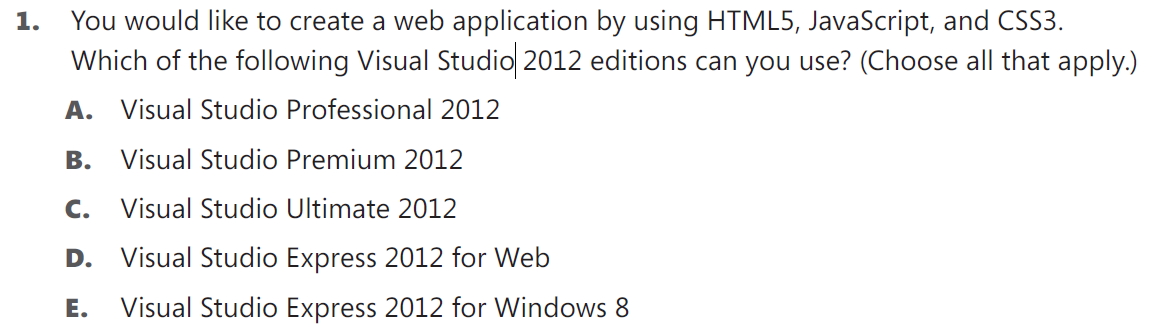 1. You would like to create a web application by using HTML5, JavaScript, and CSS3.
Which of the following Visual Studio 2012 editions can you use? (Choose all that apply.)
A. Visual Studio Professional 2012
B. Visual Studio Premium 2012
C. Visual Studio Ultimate 2012
D. Visual Studio Express 2012 for Web
E. Visual Studio Express 2012 for Windows 8